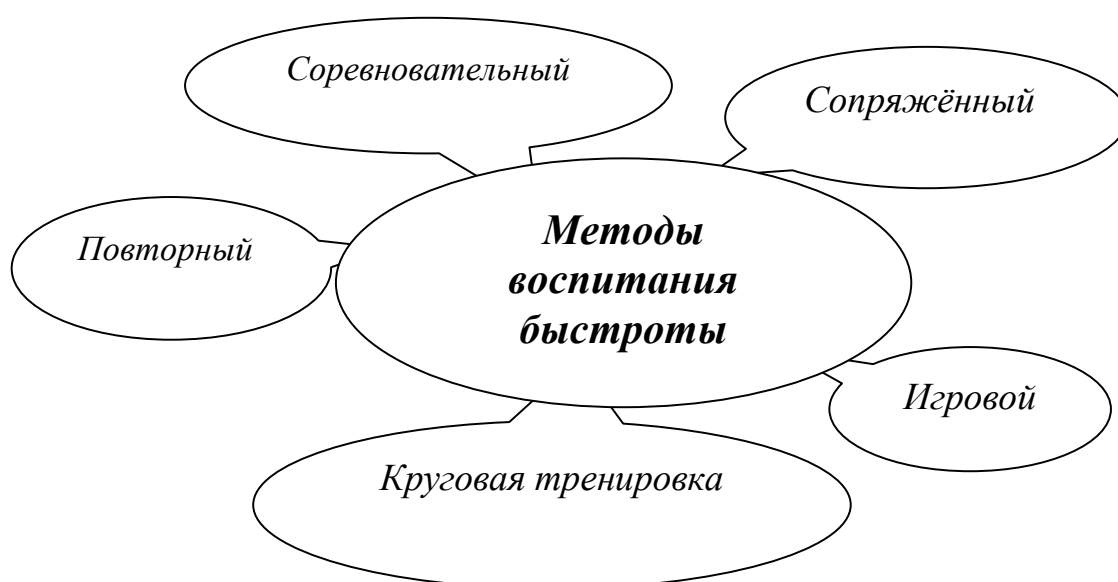 Соревновательный
Сопряжённый
Повторный
Методы
воспитания
быстроты
Игровой
Круговая тренировка